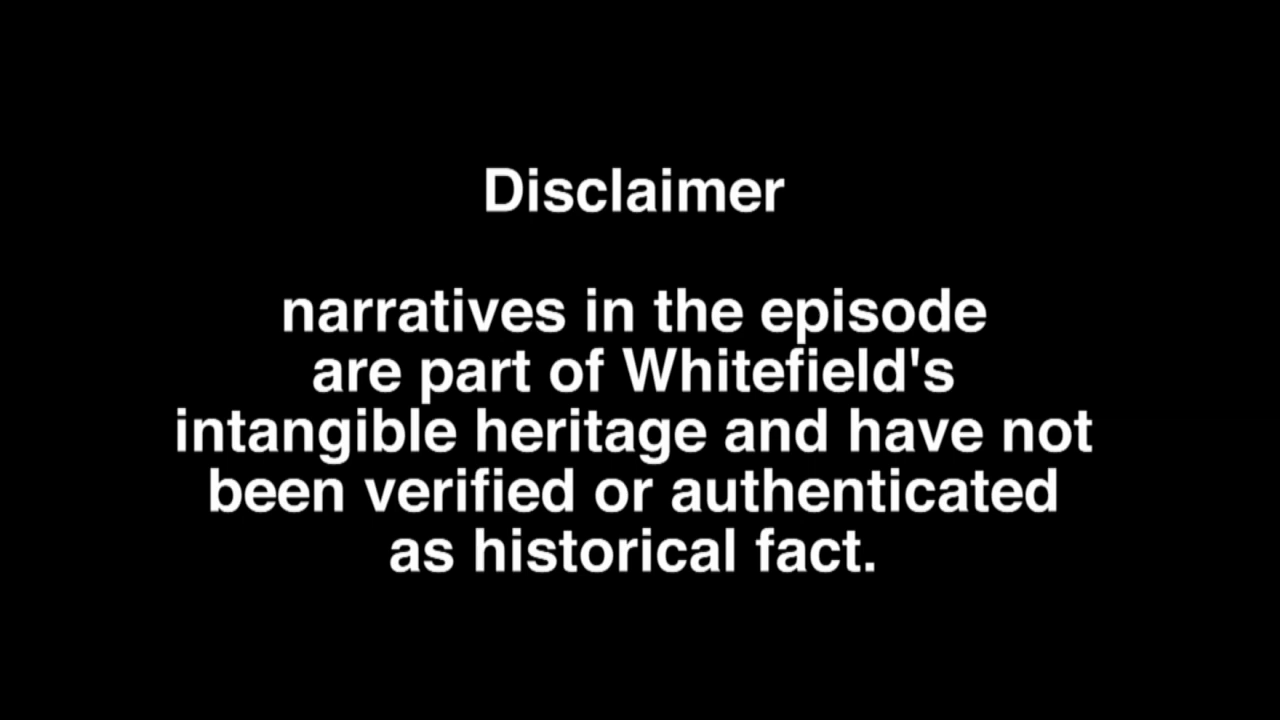 Disclaimer
narratives in the episode
are part of Whitefield's
intangible heritage and have not
been verified or authenticated
as historical fact.